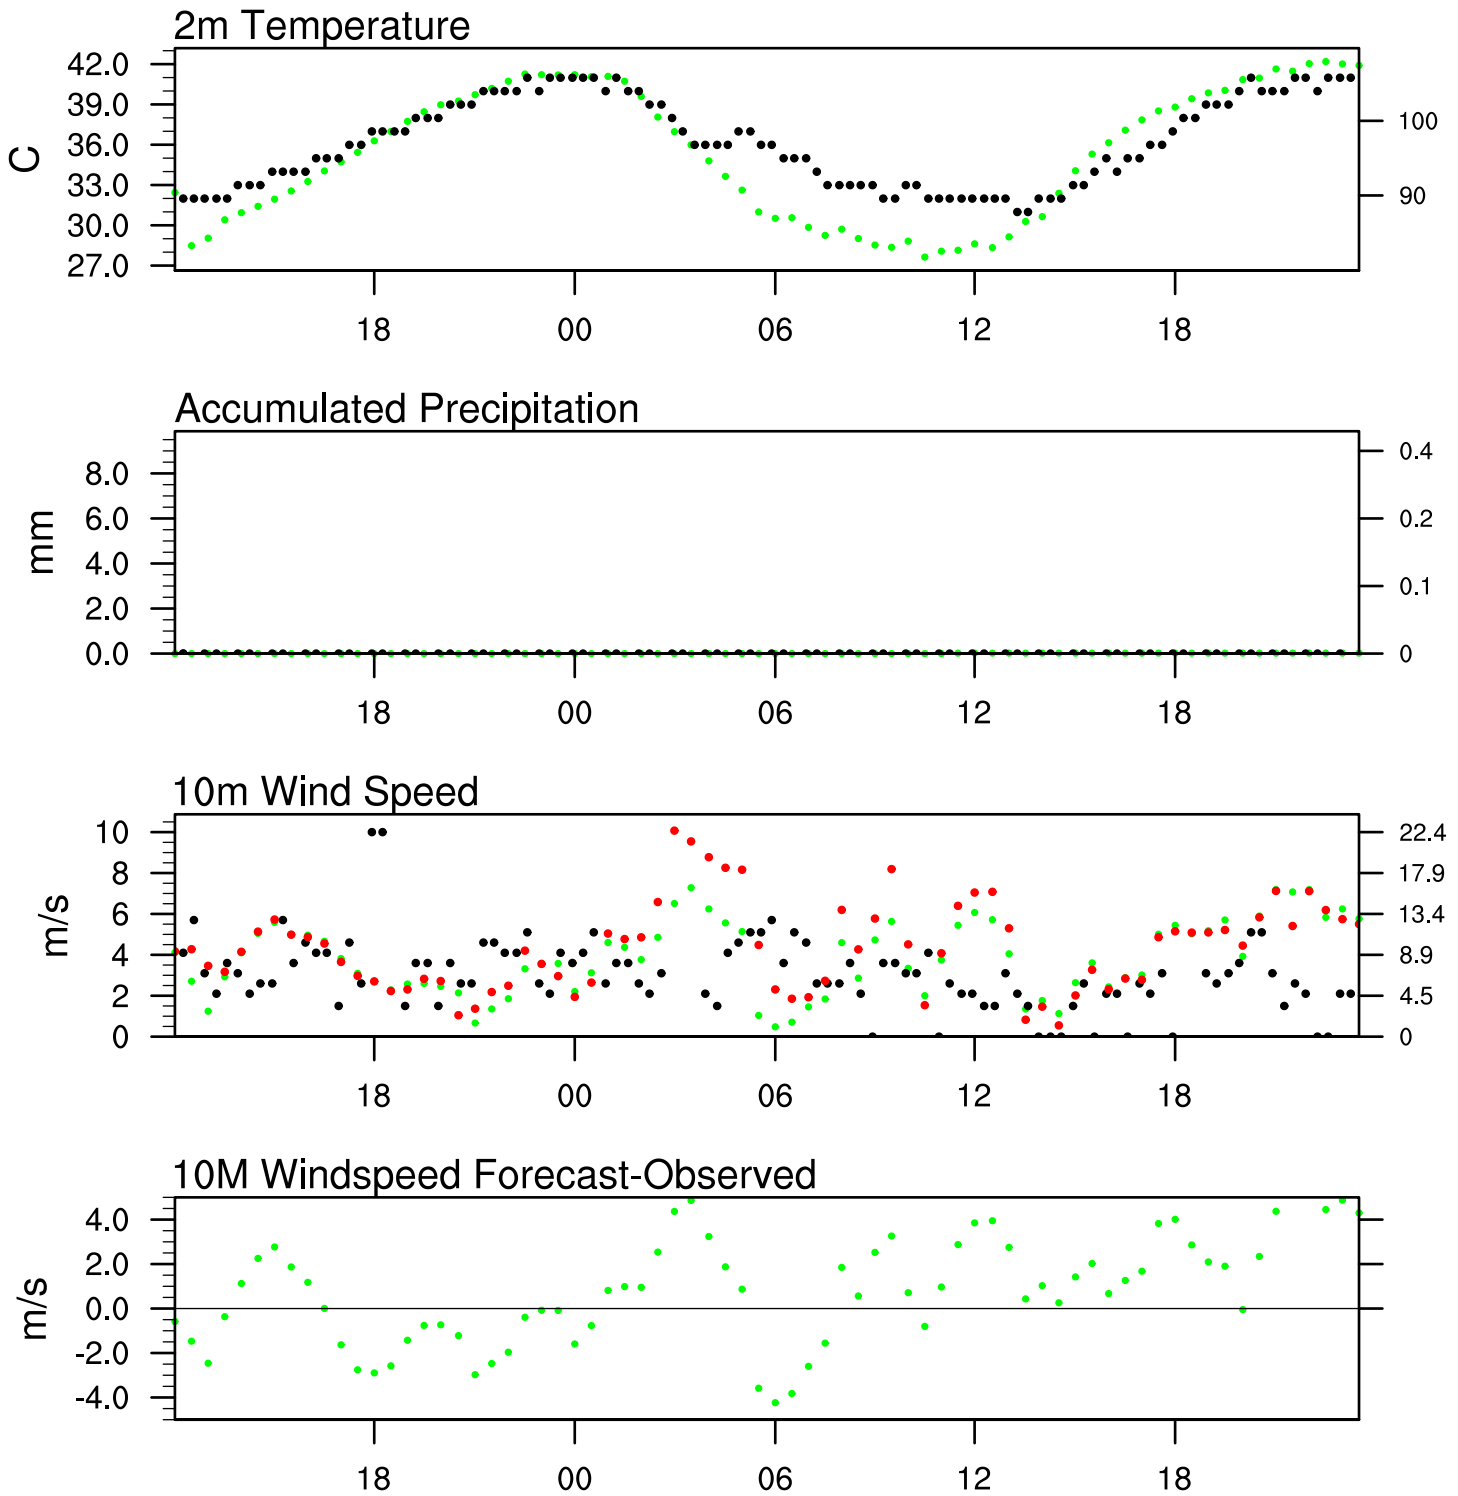 2m Temperature
42.0
39.0
36.0
33.0
30.0
27.0
C
100
90
18 00 06 12 18
Accumulated Precipitation
8.0
6.0
4.0
2.0
0.0
mm
0.4
0.2
0.1
0
18 00 06 12 18
10m Wind Speed
10
8
6
4
2
0
m/s
22.4
17.9
13.4
8.9
4.5
0
18 00 06 12 18
10M Windspeed Forecast-Observed
4.0
2.0
0.0
-2.0
-4.0
m/s
18 00 06 12 18